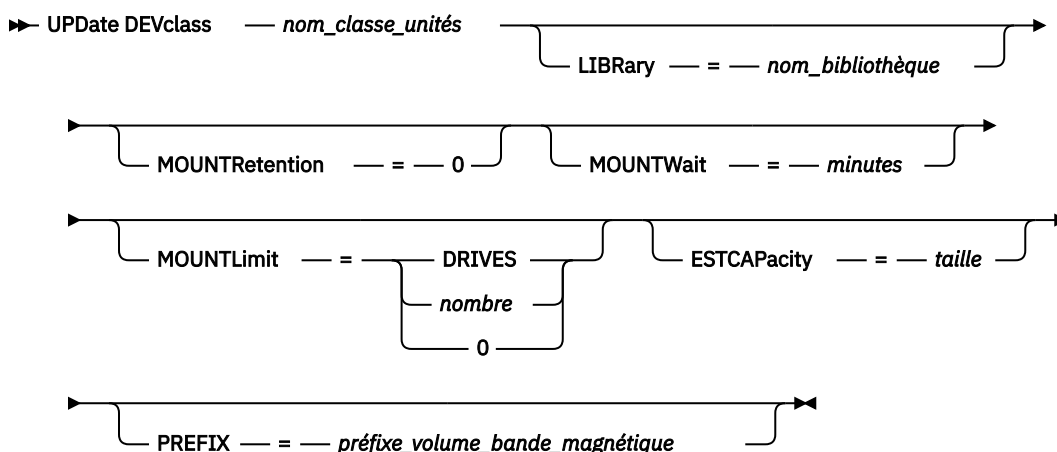 UPDate DEVclass nom_classe_unités
LIBRary = nom_bibliothèque
MOUNTRetention = 0 MOUNTWait = minutes
MOUNTLimit = DRIVES ESTCAPacity = taille
nombre
0
PREFIX = préfixe_volume_bande_magnétique